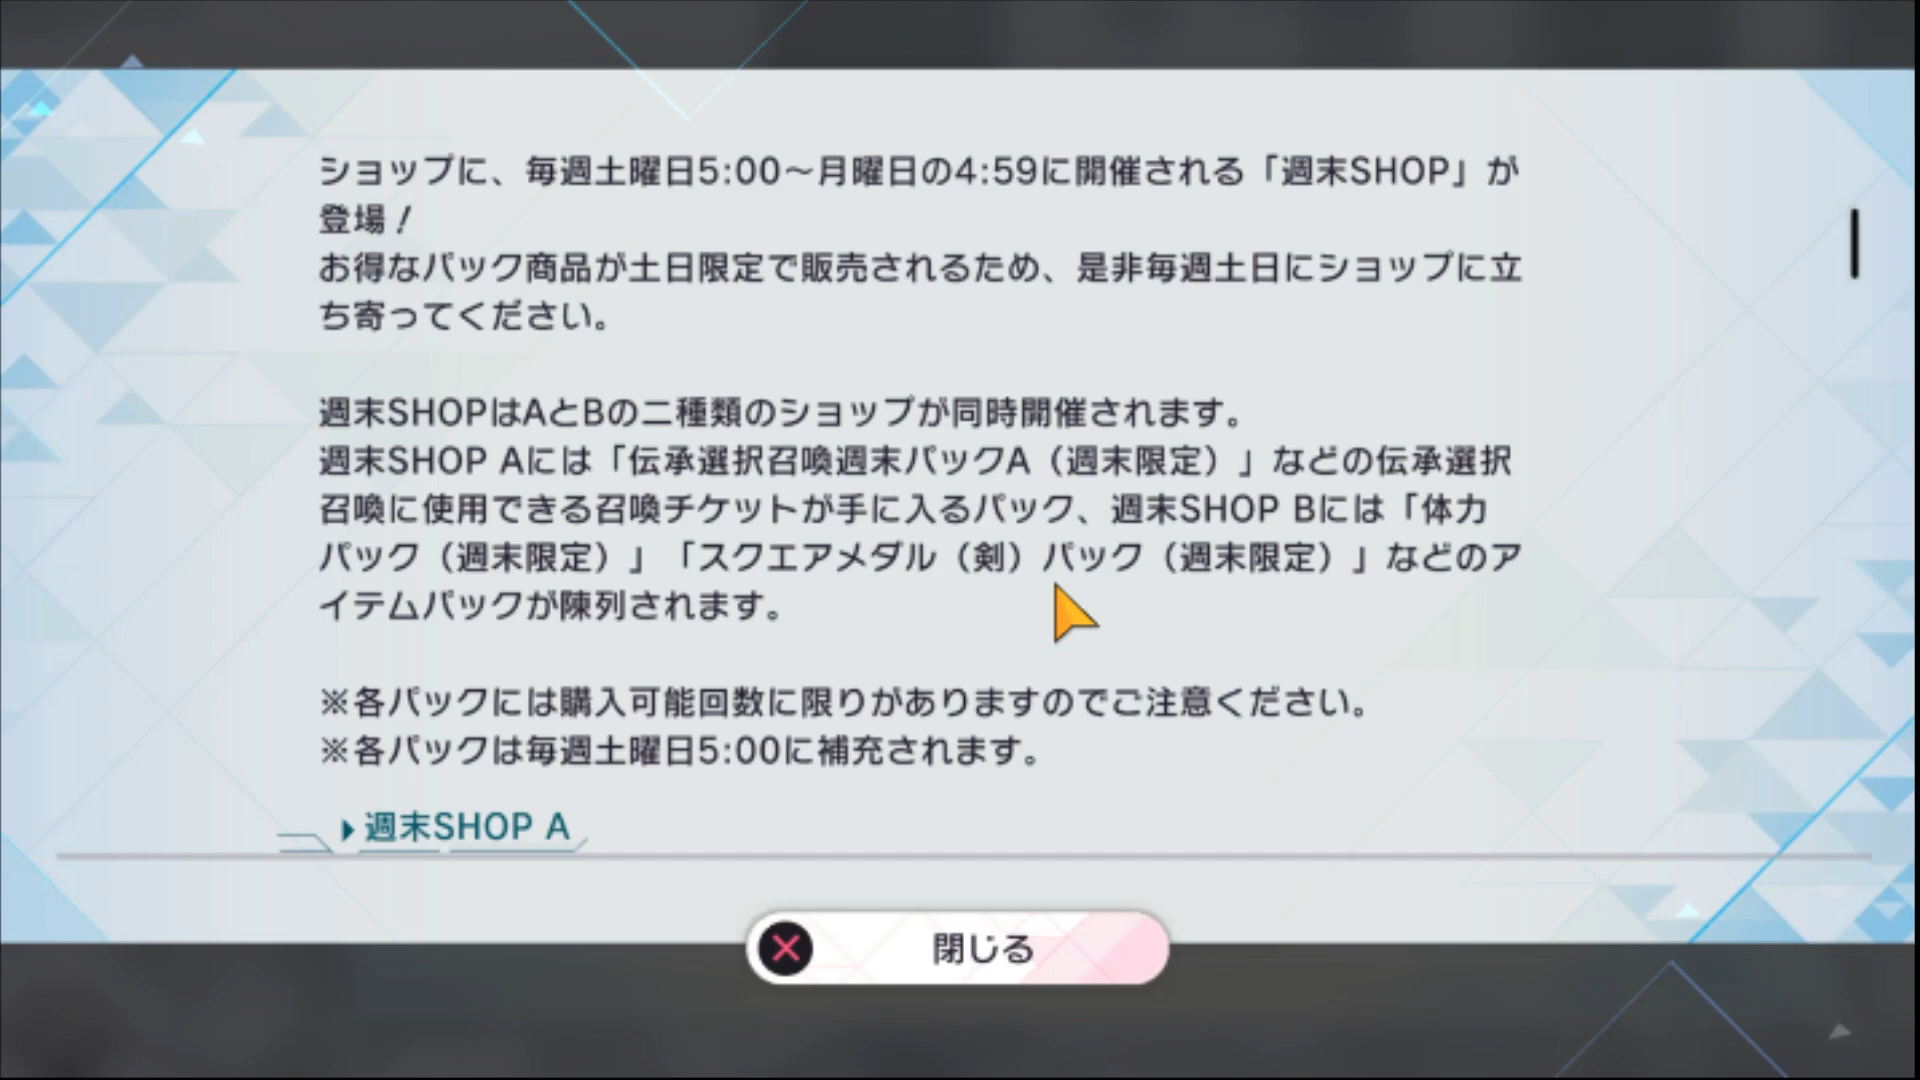 ショップに、毎週土曜日5:00～月曜日の4:59に開催される「週末SHOP」が
登場！
お得なパック商品が土日限定で販売されるため、是非毎週土日にショップに立
ち寄ってください。
週末SHOPはAとBの二種類のショップが同時開催されます。
週末SHOP Aには「伝承選択召喚週末パックA（週末限定）」などの伝承選択
召喚に使用できる召喚チケットが手に入るパック、週末SHOP Bには「体力
パック（週末限定）」「スクエアメダル（剣）パック（週末限定）」などのア
イテムパックが陳列されます。
※各パックには購入可能回数に限りがありますのでご注意ください。
※各パックは毎週土曜日5:00に補充されます。
週末SHOP A
閉じる